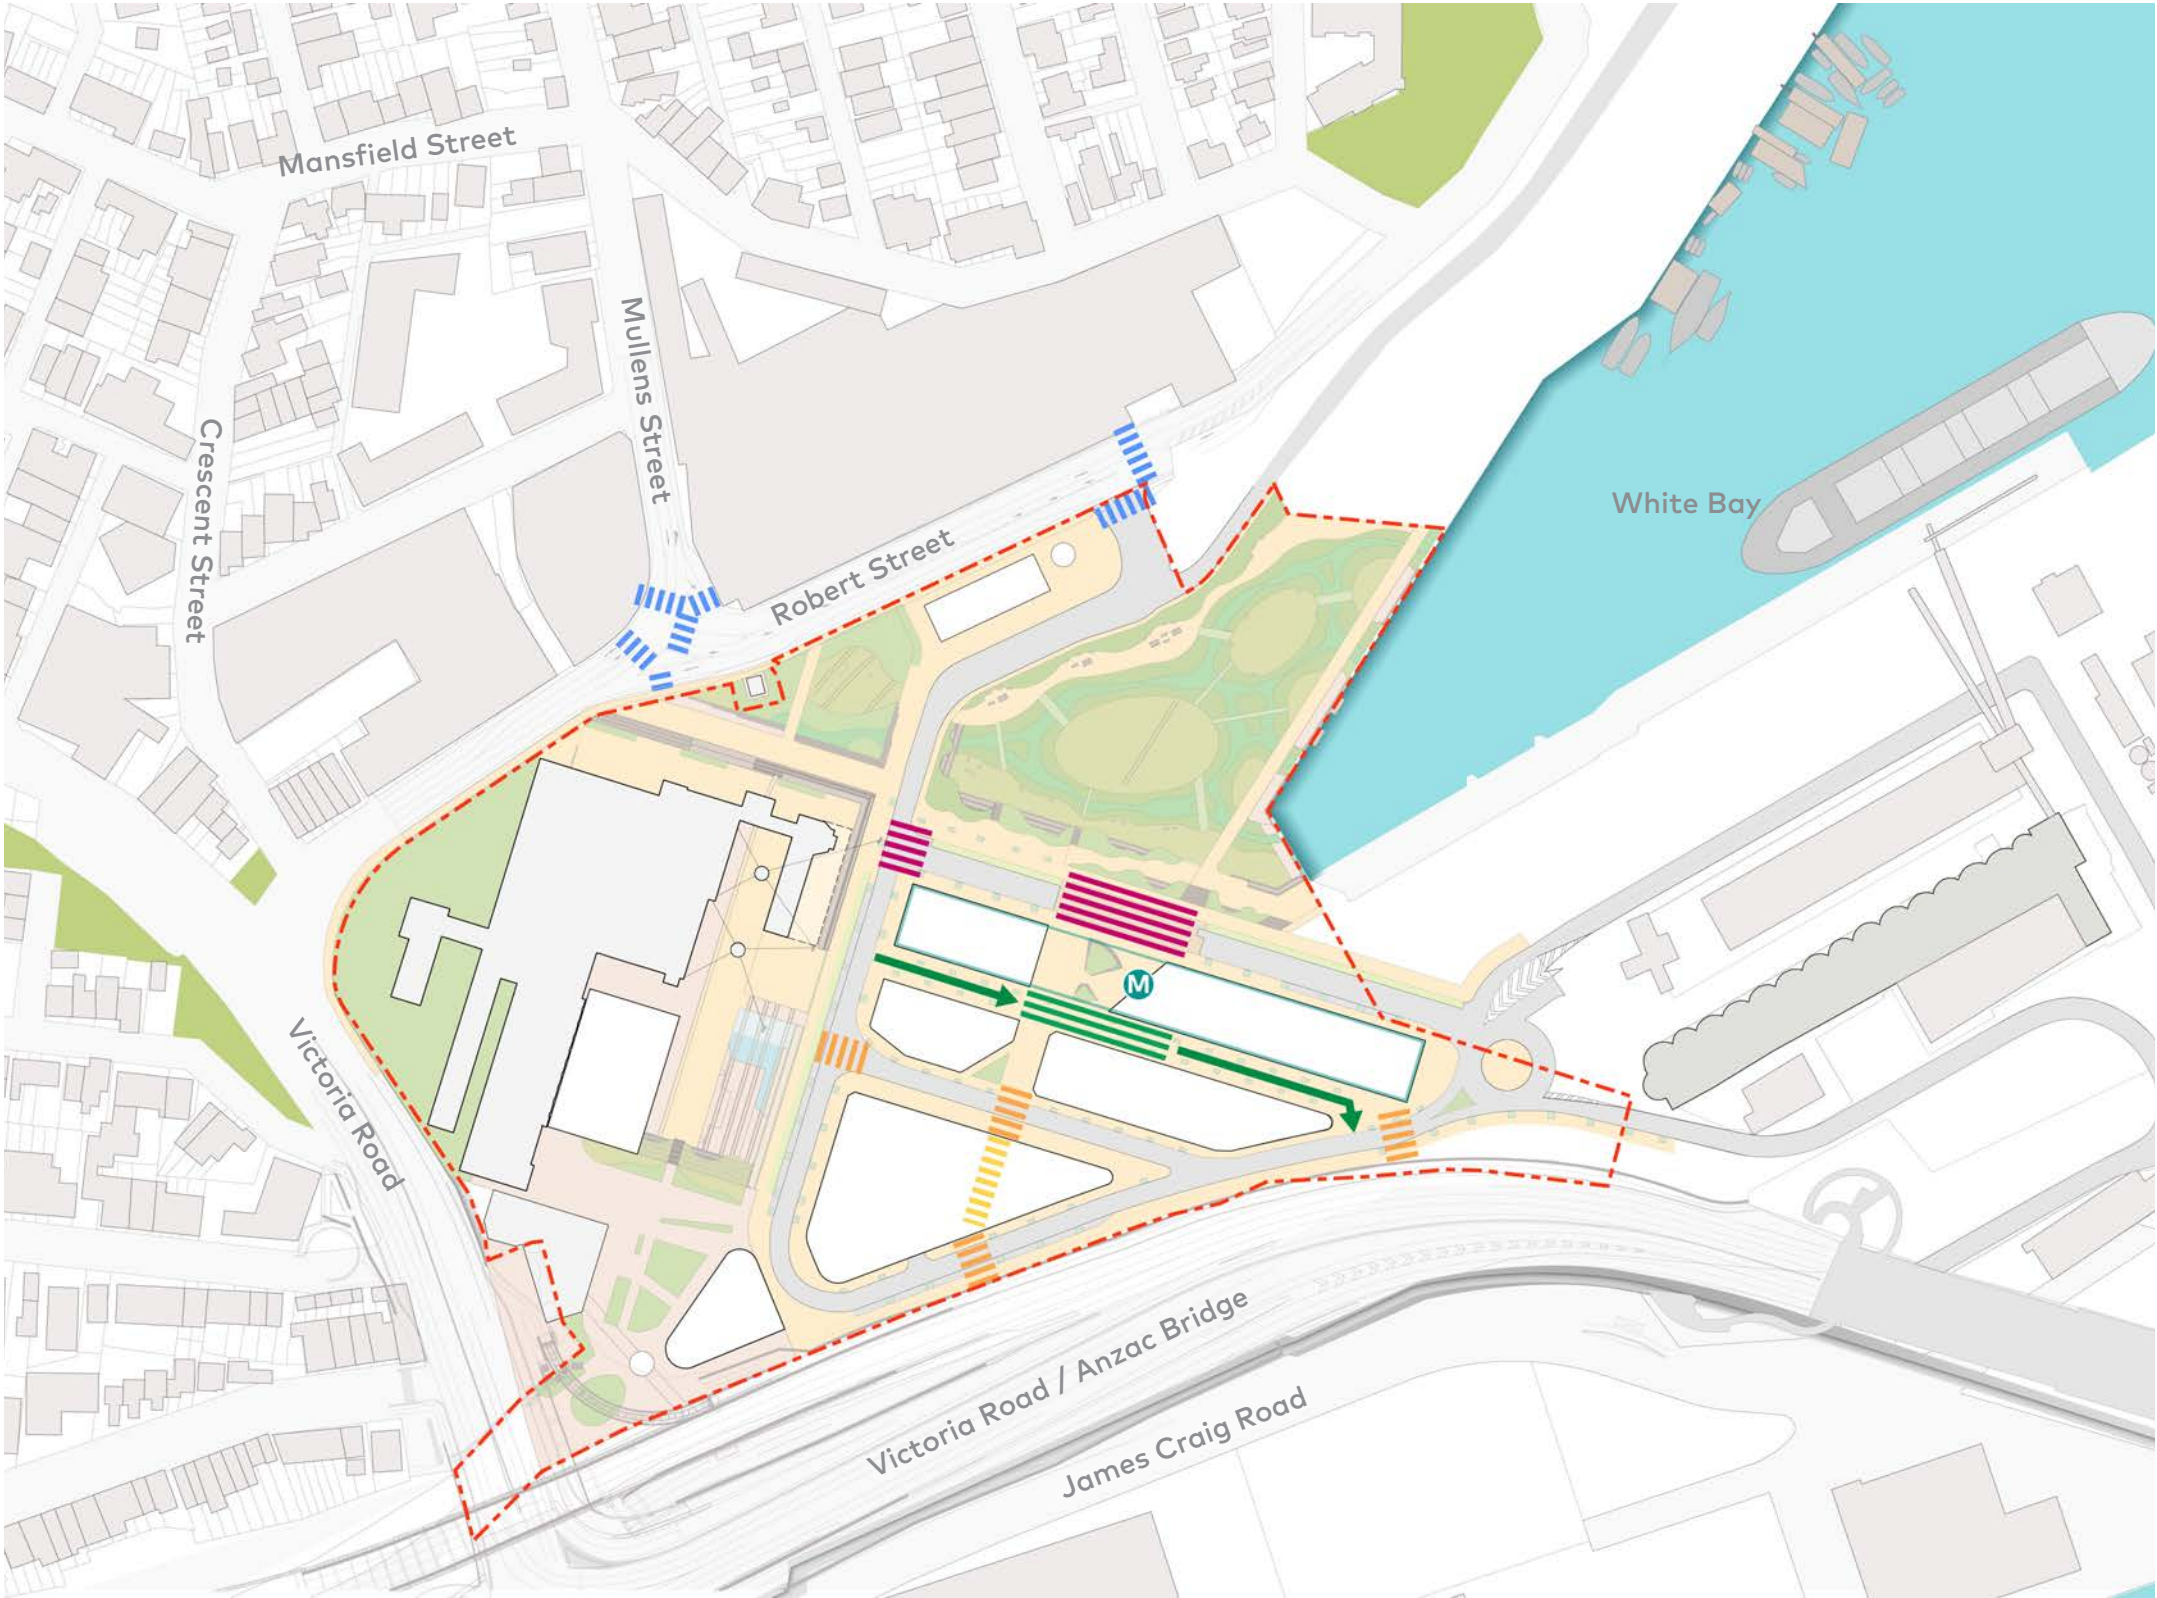 Mansfield Street
Mullens Street
Crescent Street
White Bay
Robert Street
M
Victoria Road
Victoria Road / Anzac Bridge
James Craig Road